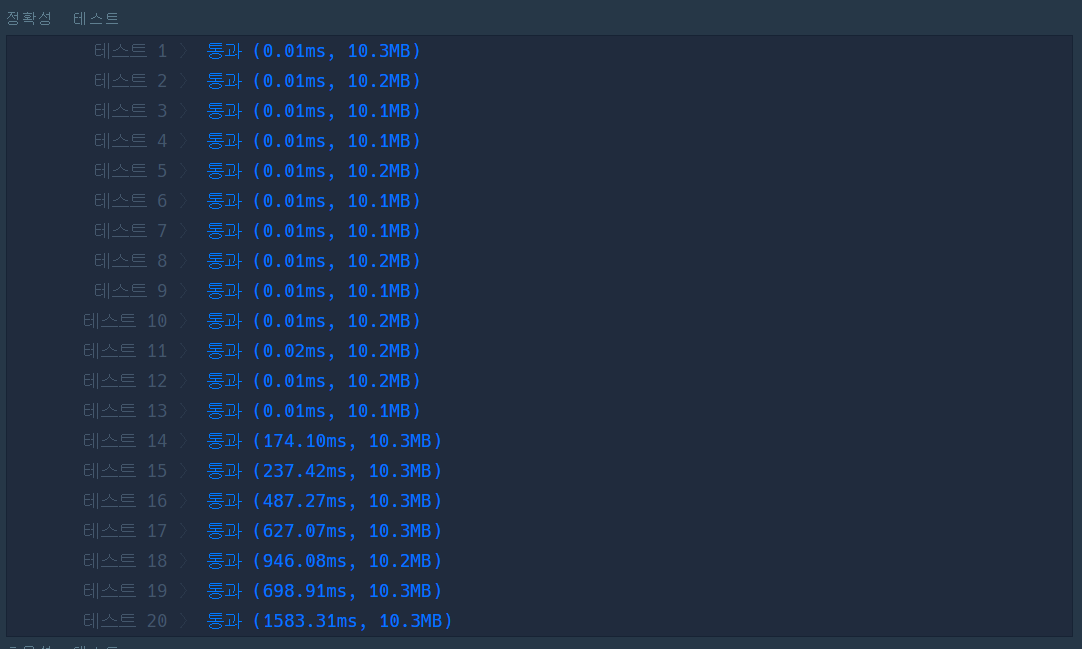 정확성 테스트
테스트 1 〉 통과 (0.01ms, 10.3MB)
테스트 2 〉 통과 (0.01ms, 10.2MB)
테스트 3 〉 통과 (0.01ms, 10.1MB)
테스트 4 〉 통과 (0.01ms, 10.1MB)
테스트 5 〉 통과 (0.01ms, 10.2MB)
테스트 6 〉 통과 (0.01ms, 10.1MB)
테스트 7 〉 통과 (0.01ms, 10.1MB)
테스트 8 〉 통과 (0.01ms, 10.2MB)
테스트 9 〉 통과 (0.01ms, 10.1MB)
테스트 10 〉 통과 (0.01ms, 10.2MB)
테스트 11 〉 통과 (0.02ms, 10.2MB)
테스트 12 〉 통과 (0.01ms, 10.2MB)
테스트 13 〉 통과 (0.01ms, 10.1MB)
테스트 14 〉 통과 (174.10ms, 10.3MB)
테스트 15 〉 통과 (237.42ms, 10.3MB)
테스트 16 〉 통과 (487.27ms, 10.3MB)
테스트 17 〉 통과 (627.07ms, 10.3MB)
테스트 18 〉 통과 (946.08ms, 10.2MB)
테스트 19 〉 통과 (698.91ms, 10.3MB)
테스트 20 〉 통과 (1583.31ms, 10.3MB)